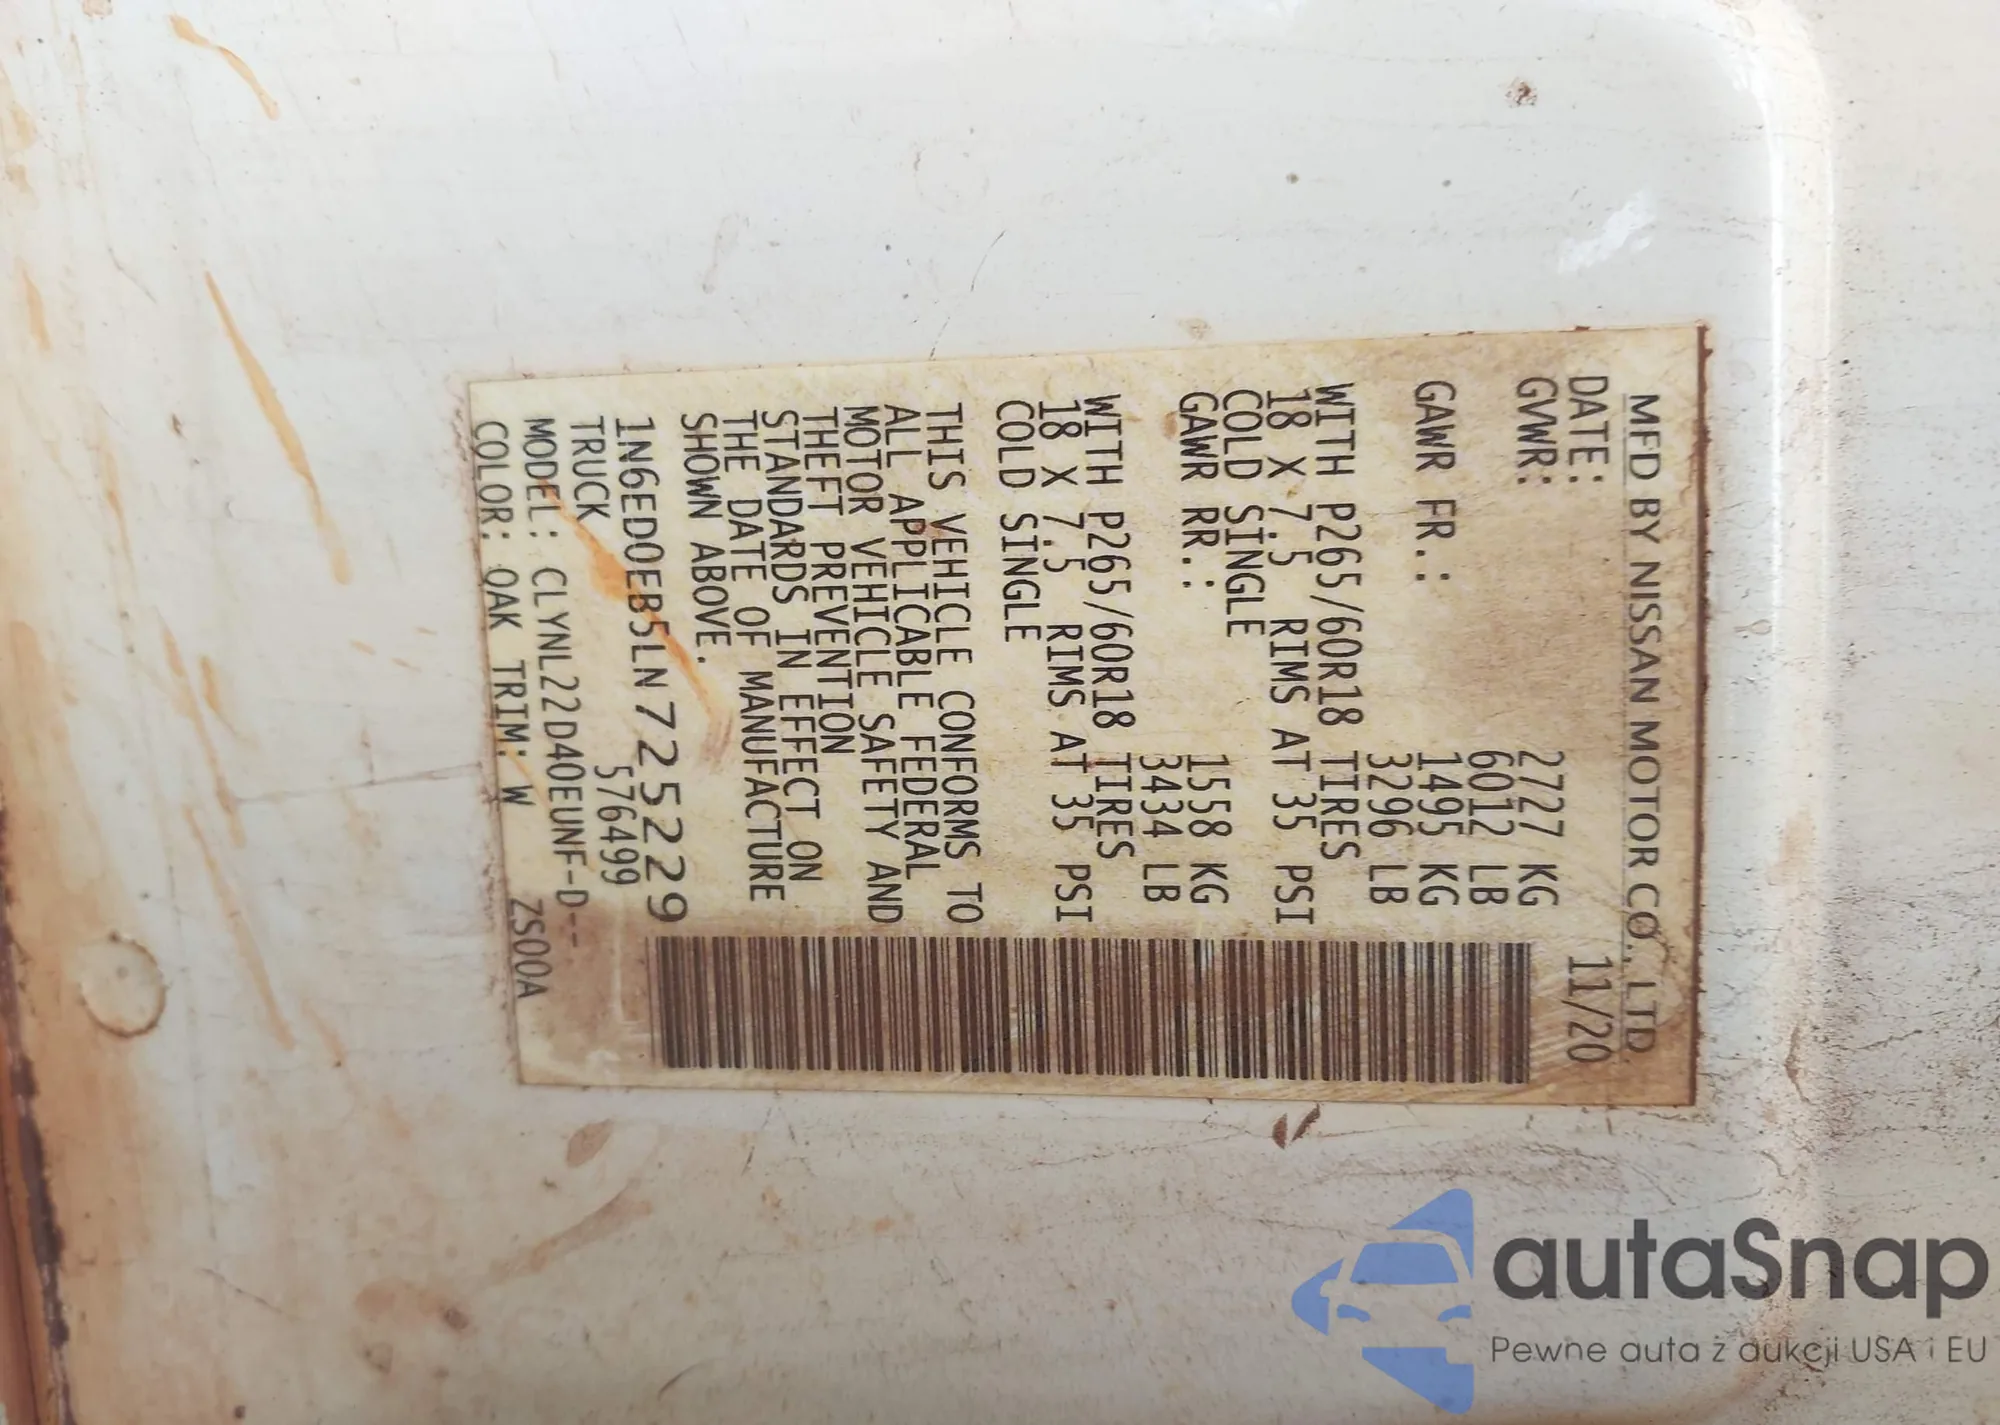 MFD BY NISSAN MOTOR CO., LTD.
DATE: 11/20
GVWR: 2727 KG
6012 LB
GAWR FR.: 1495 KG
3296 LB
WITH P265/60R18 TIRES
18 X 7.5 RIMS AT 35 PSI
COLD SINGLE
GAWR RR.: 1558 KG
3434 LB
WITH P265/60R18 TIRES
18 X 7.5 RIMS AT 35 PSI
COLD SINGLE
THIS VEHICLE CONFORMS TO
ALL APPLICABLE FEDERAL
MOTOR VEHICLE SAFETY AND
THEFT PREVENTION
STANDARDS IN EFFECT ON
THE DATE OF MANUFACTURE
SHOWN ABOVE.
1N6ED0EB5LN725229
TRUCK 576499
MODEL: CLYNL22D40EUNF-D--
COLOR: QAK TRIM: W ZS00A
autaSnap
Pewne auta z aukcji USA i EU